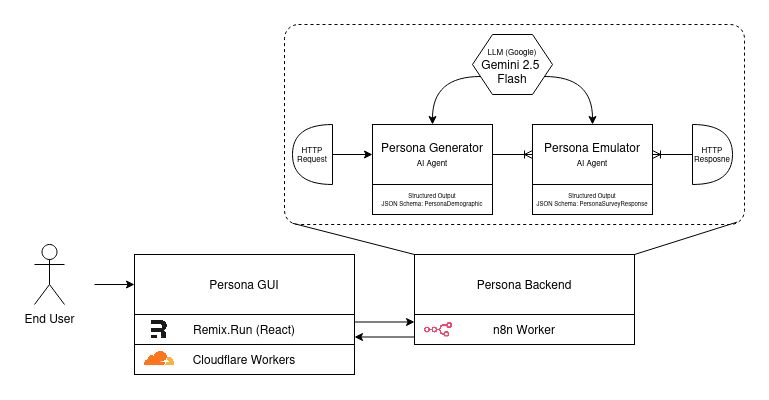 LLM (Google)
Gemini 2.5
Flash
HTTP
Request
Persona Generator
AI Agent
Structured Output
JSON Schema: PersonaDemographic
Persona Emulator
AI Agent
Structured Output
JSON Schema: PersonaSurveyResponse
HTTP
Resposne
End User
Persona GUI
Remix.Run (React)
Cloudflare Workers
Persona Backend
n8n Worker